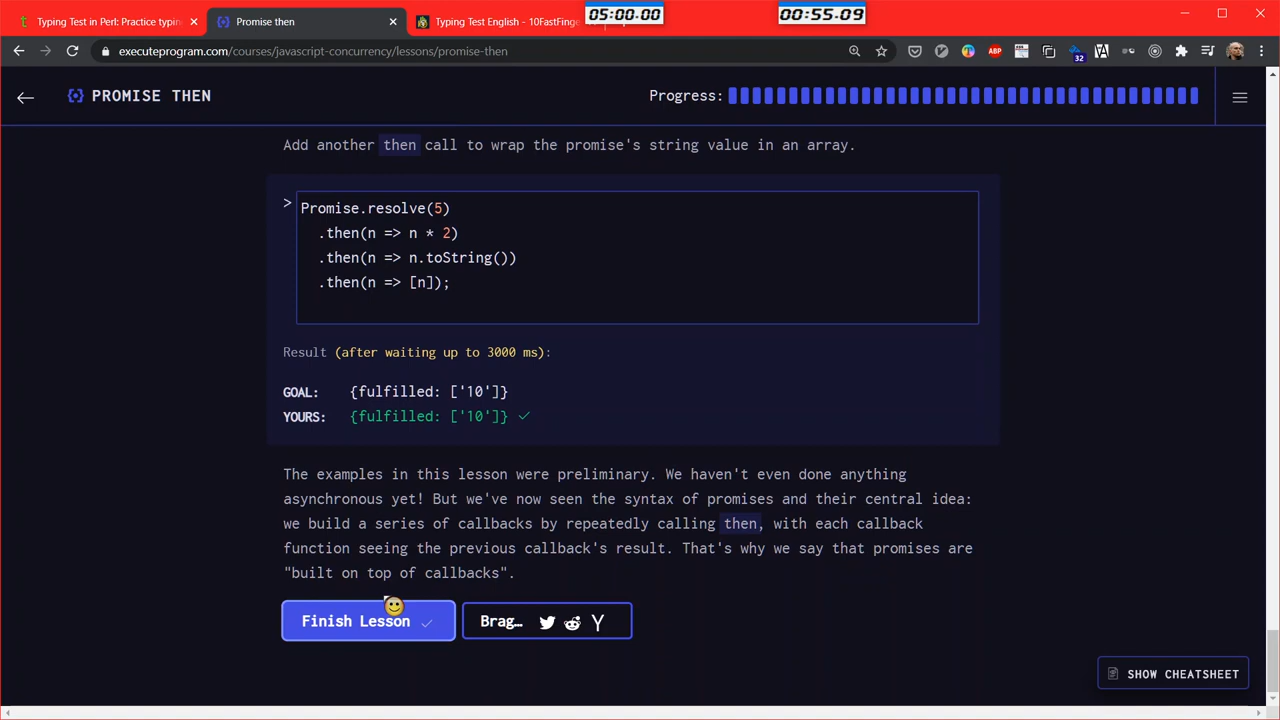 Typing Test in Perl: Practice typin
Promise then
Typing Test English - 10FastFinge
05:00.00
00:55.09
executeprogram.com/courses/javascript-concurrency/lessons/promise-then
ABP
32
PROMISE THEN
Progress:
Add another then call to wrap the promise's string value in an array.
> Promise.resolve(5)
.then(n => n * 2)
.then(n => n.toString())
.then(n => [n]);
Result (after waiting up to 3000 ms):
GOAL: {fulfilled: ['10']}
YOURS: {fulfilled: ['10']} ✓
The examples in this lesson were preliminary. We haven't even done anything
asynchronous yet! But we've now seen the syntax of promises and their central idea:
we build a series of callbacks by repeatedly calling then, with each callback
function seeing the previous callback's result. That's why we say that promises are
"built on top of callbacks".
Finish Lesson ✓
Brag…
SHOW CHEATSHEET